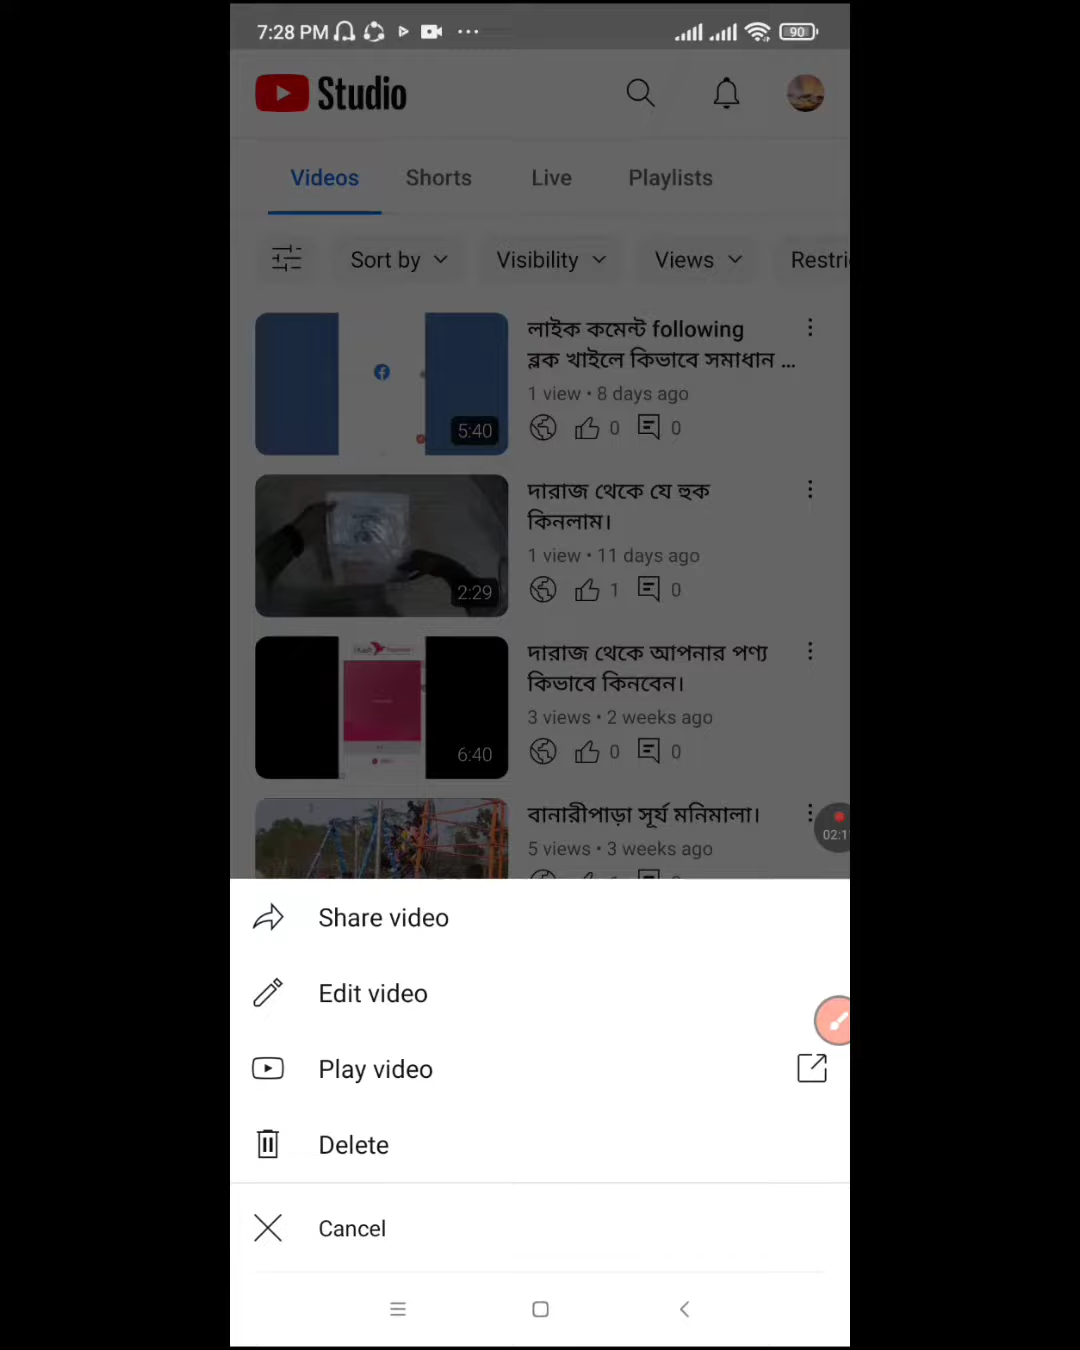 7:28 PM
90
Studio
Videos Shorts Live Playlists
Sort by Visibility Views Restri
লাইক কমেন্ট following
ব্লক খাইলে কিভাবে সমাধান ...
1 view • 8 days ago
0 0
5:40
দারাজ থেকে যে হুক
কিনলাম।
1 view • 11 days ago
1 0
2:29
দারাজ থেকে আপনার পণ্য
কিভাবে কিনবেন।
3 views • 2 weeks ago
0 0
6:40
বানারীপাড়া সূর্য মনিমালা।
5 views • 3 weeks ago
02:1
Share video
Edit video
Play video
Delete
Cancel